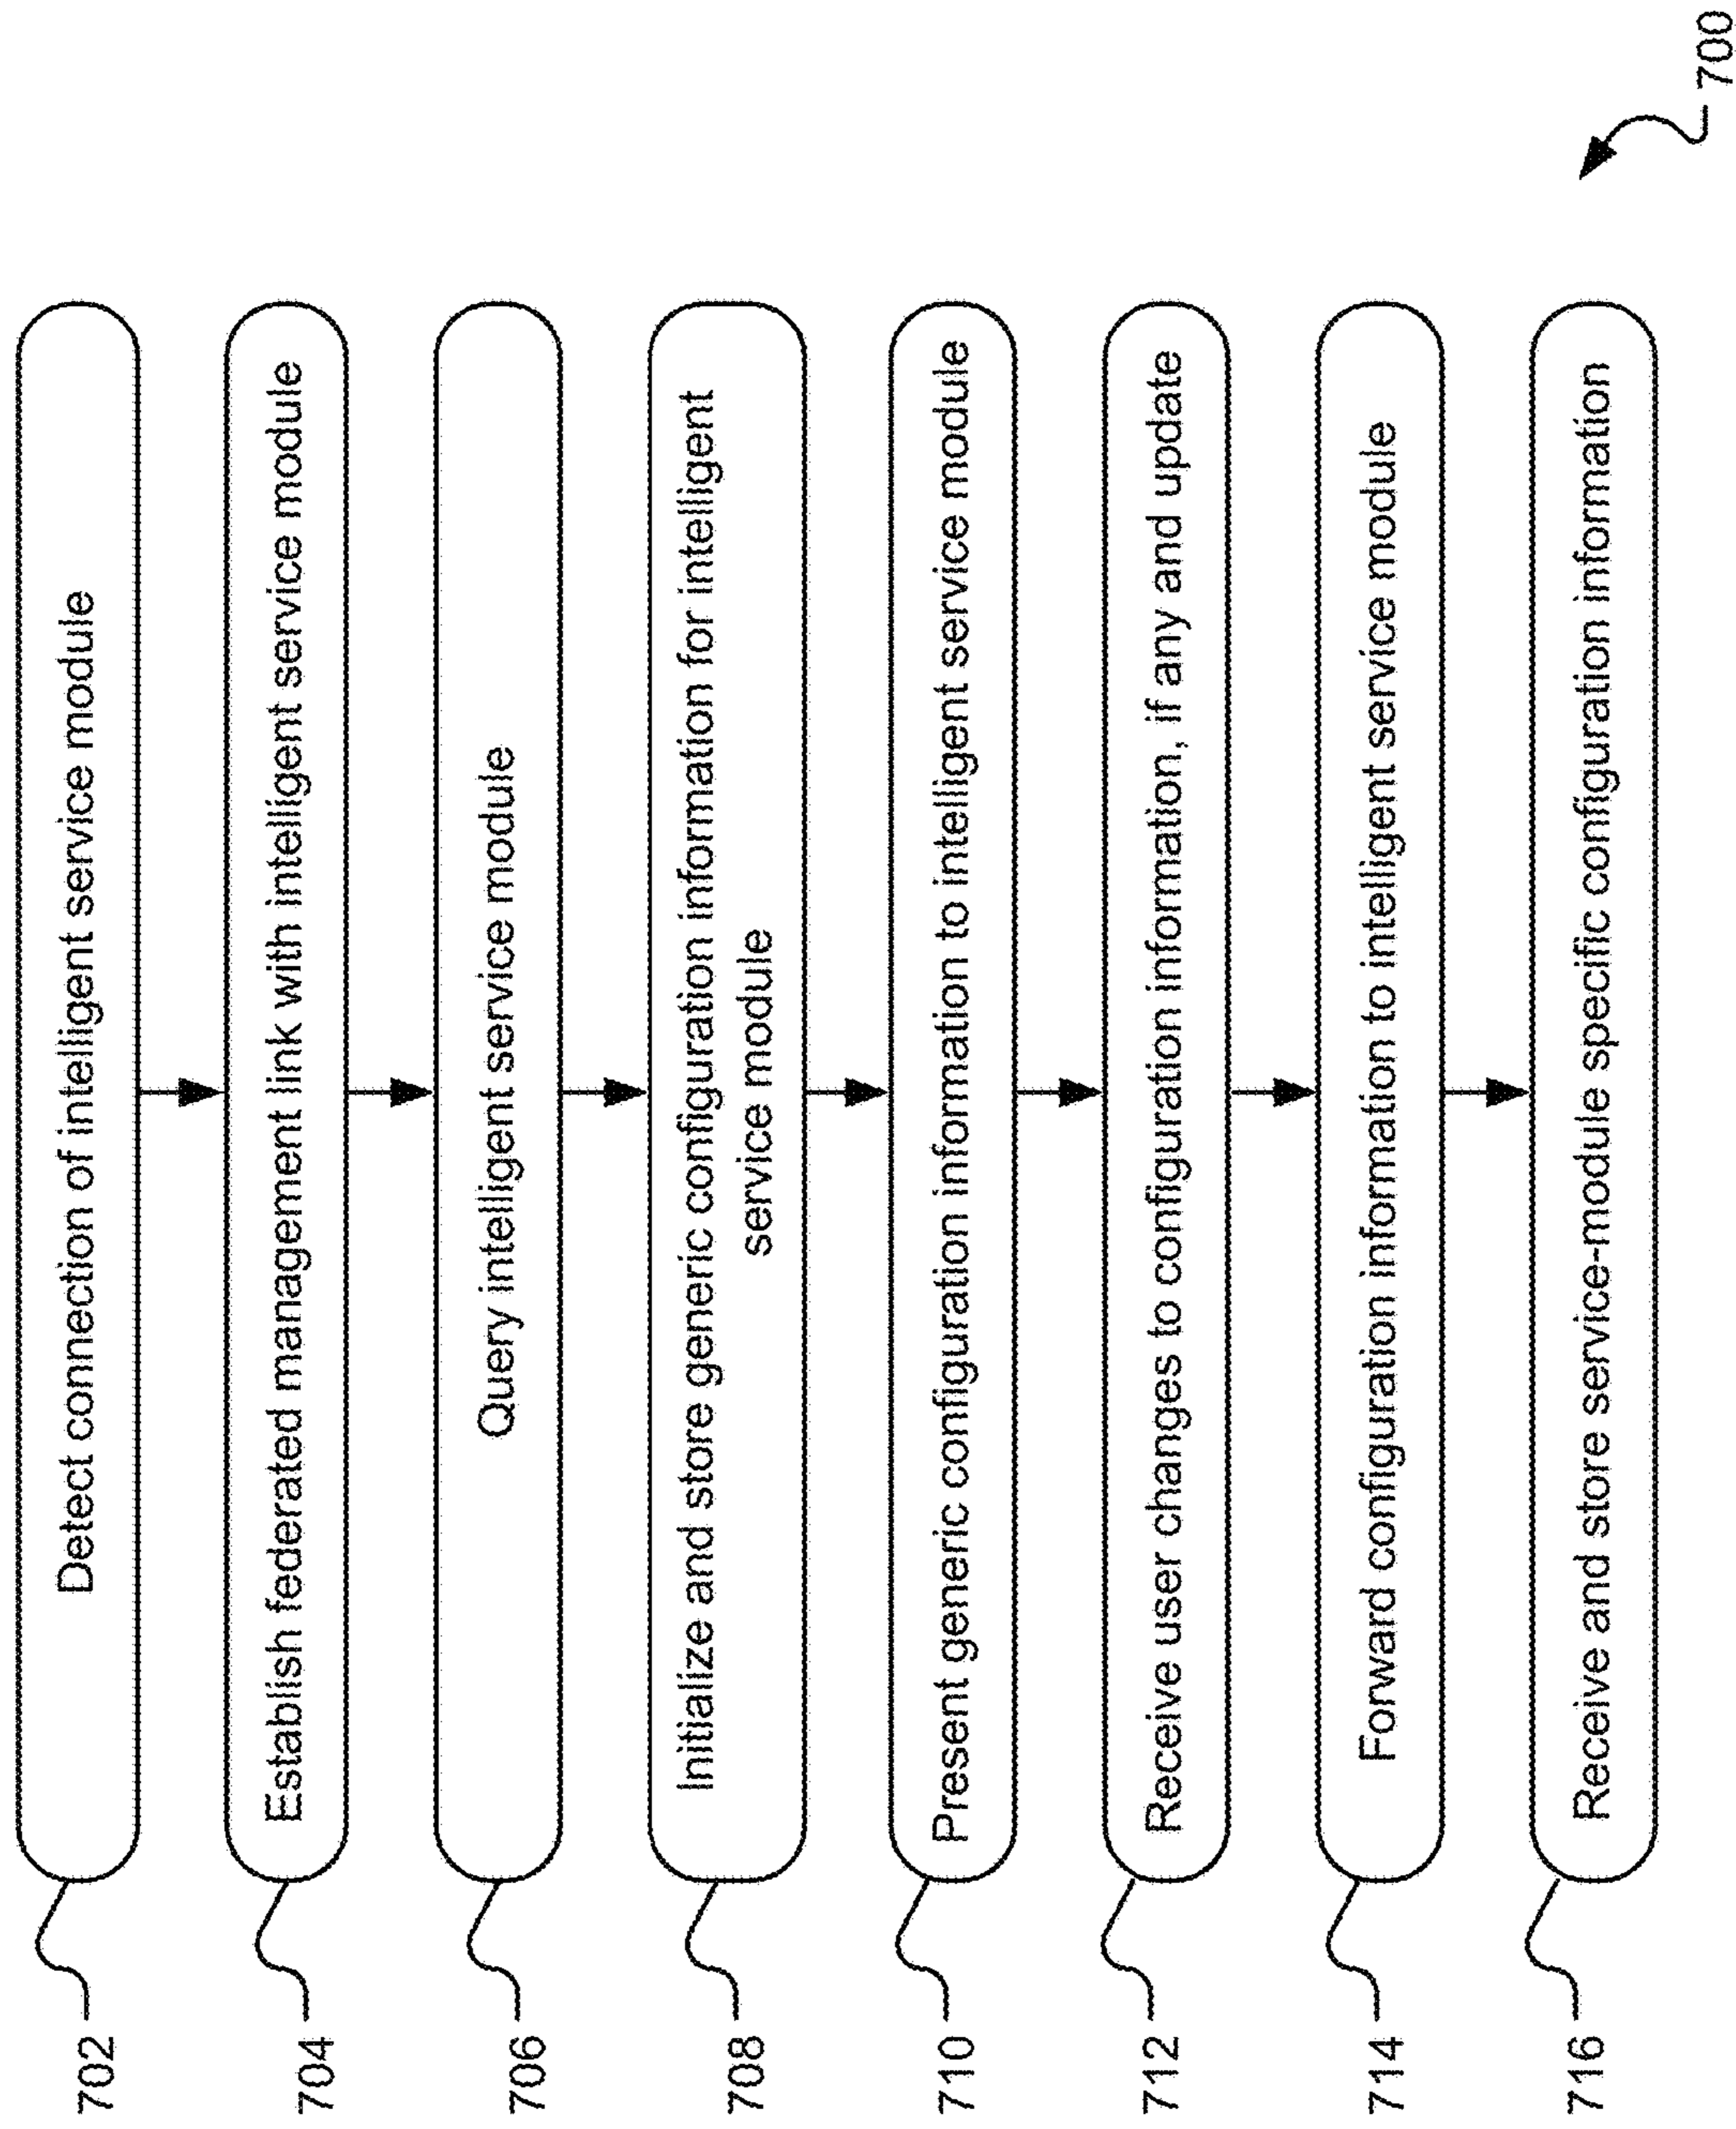 702
Detect connection of intelligent service module
704
Establish federated management link with intelligent service module
706
Query intelligent service module
708
Initialize and store generic configuration information for intelligent
service module
710
Present generic configuration information to intelligent service module
712
Receive user changes to configuration information, if any and update
714
Forward configuration information to intelligent service module
716
Receive and store service-module specific configuration information
700